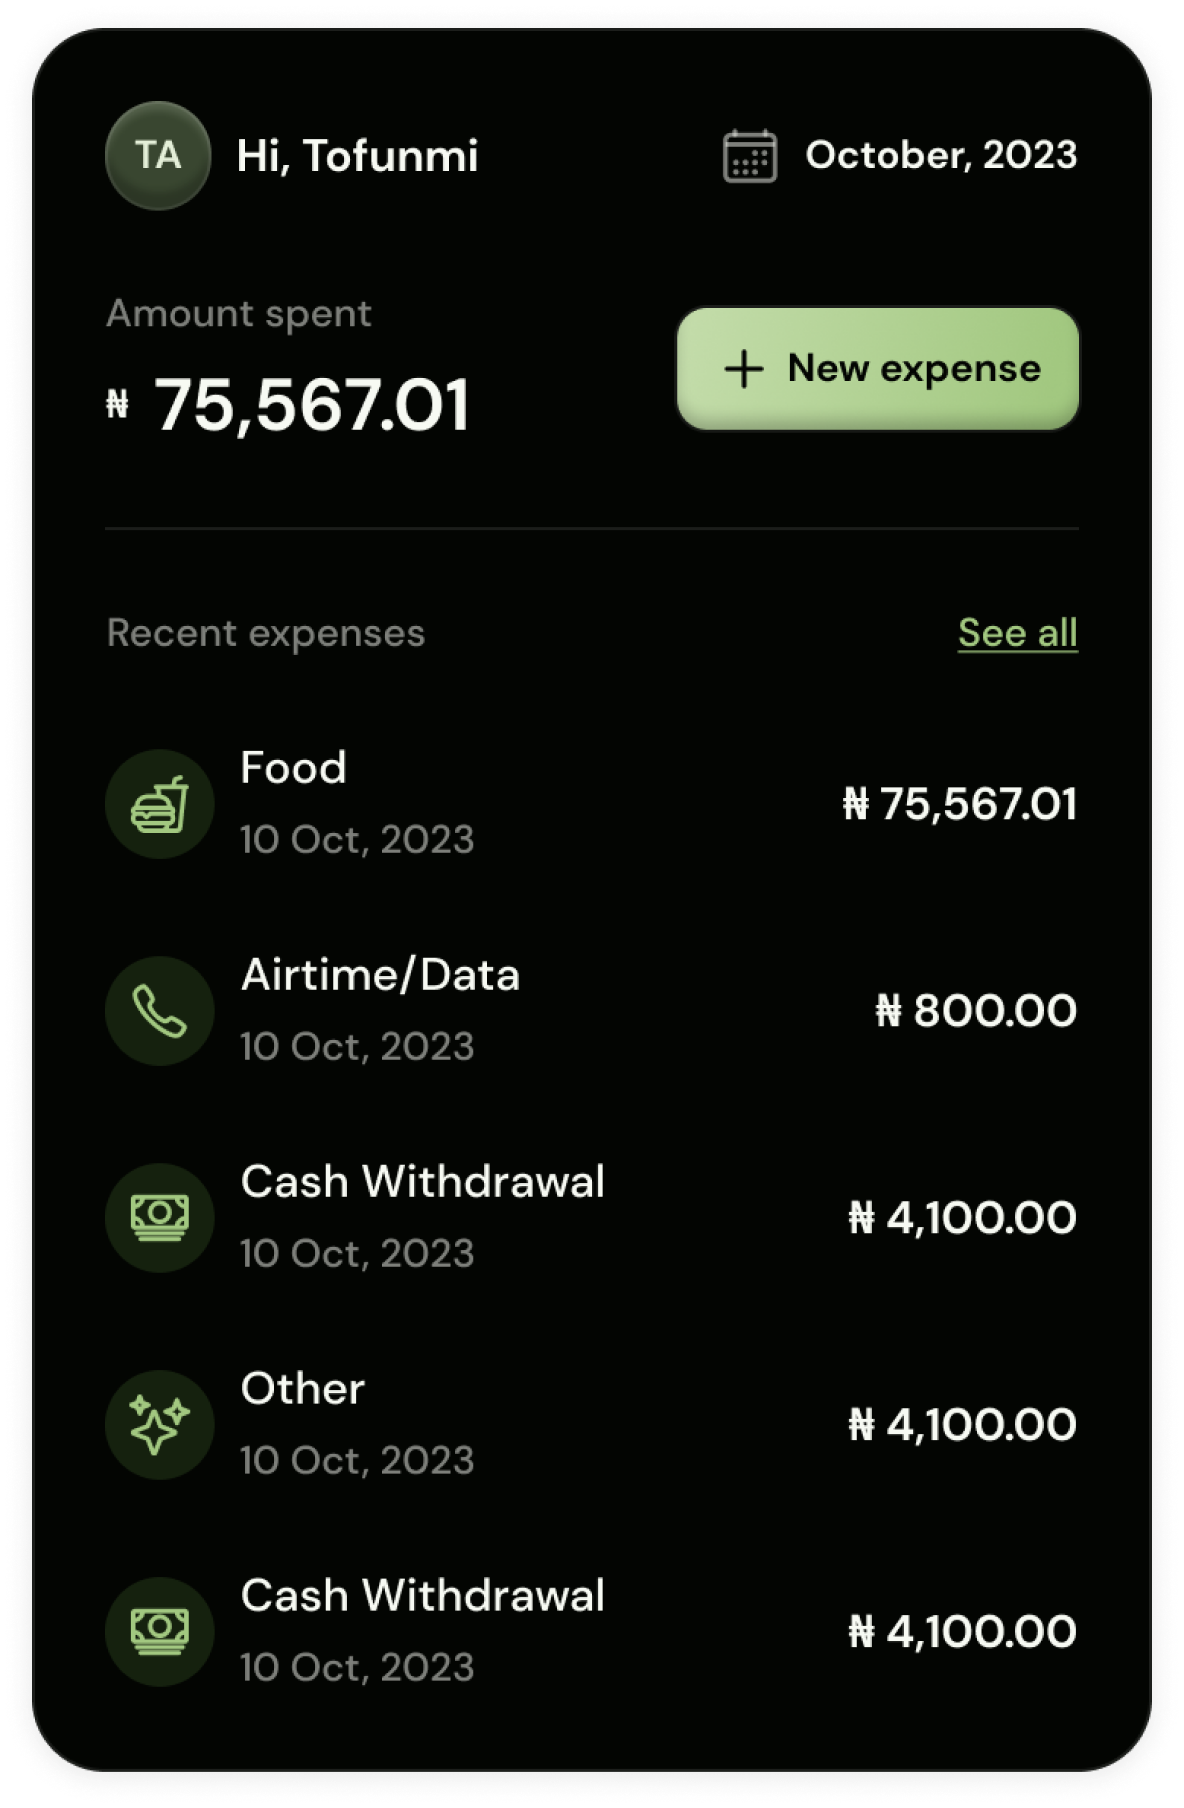 TA
Hi, Tofunmi
October, 2023
Amount spent
₦ 75,567.01
New expense
Recent expenses
See all
Food
10 Oct, 2023
₦ 75,567.01
Airtime/Data
10 Oct, 2023
₦ 800.00
Cash Withdrawal
10 Oct, 2023
₦ 4,100.00
Other
10 Oct, 2023
₦ 4,100.00
Cash Withdrawal
10 Oct, 2023
₦ 4,100.00